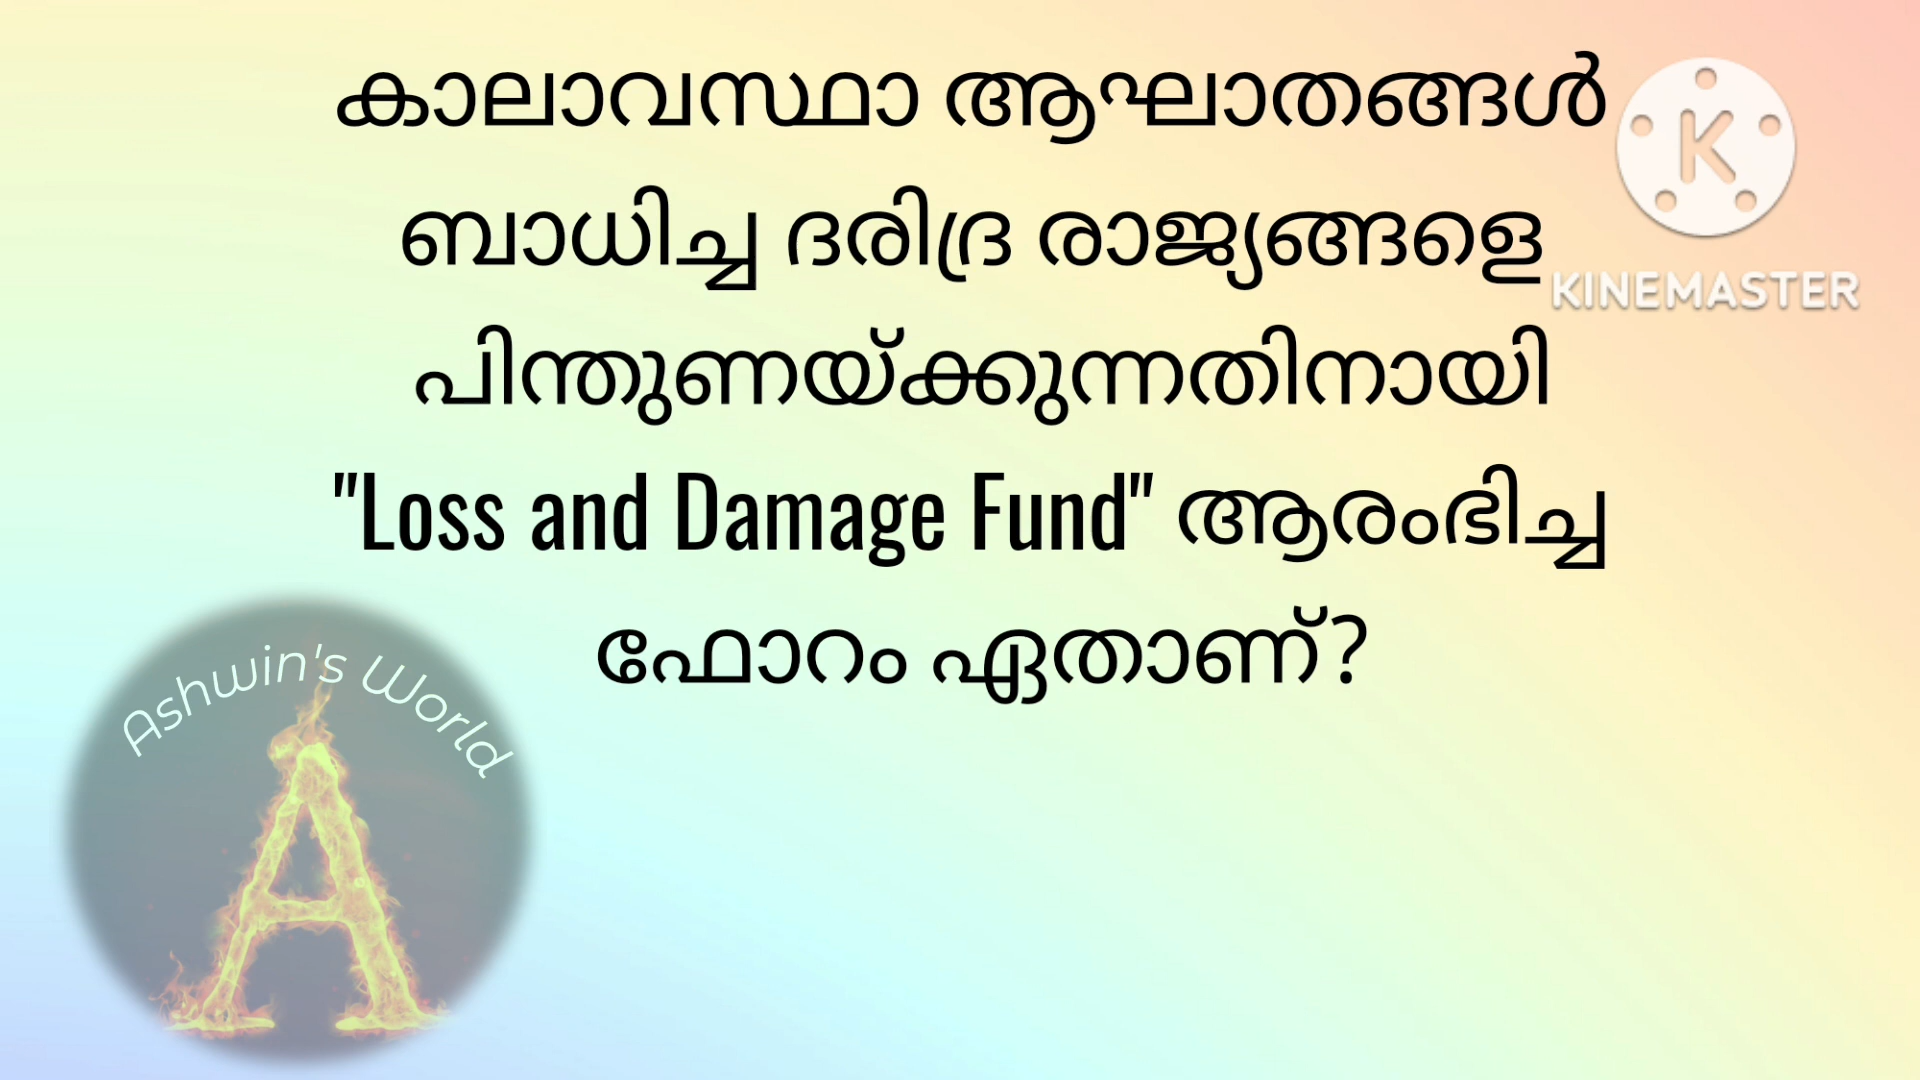 കാലാവസ്ഥാ ആഘാതങ്ങൾ
ബാധിച്ച ദരിദ്ര രാജ്യങ്ങളെ
പിന്തുണയ്ക്കുന്നതിനായി
"Loss and Damage Fund" ആരംഭിച്ച
ഫോറം ഏതാണ്?
K
KINEMASTER
Ashwin's World
A